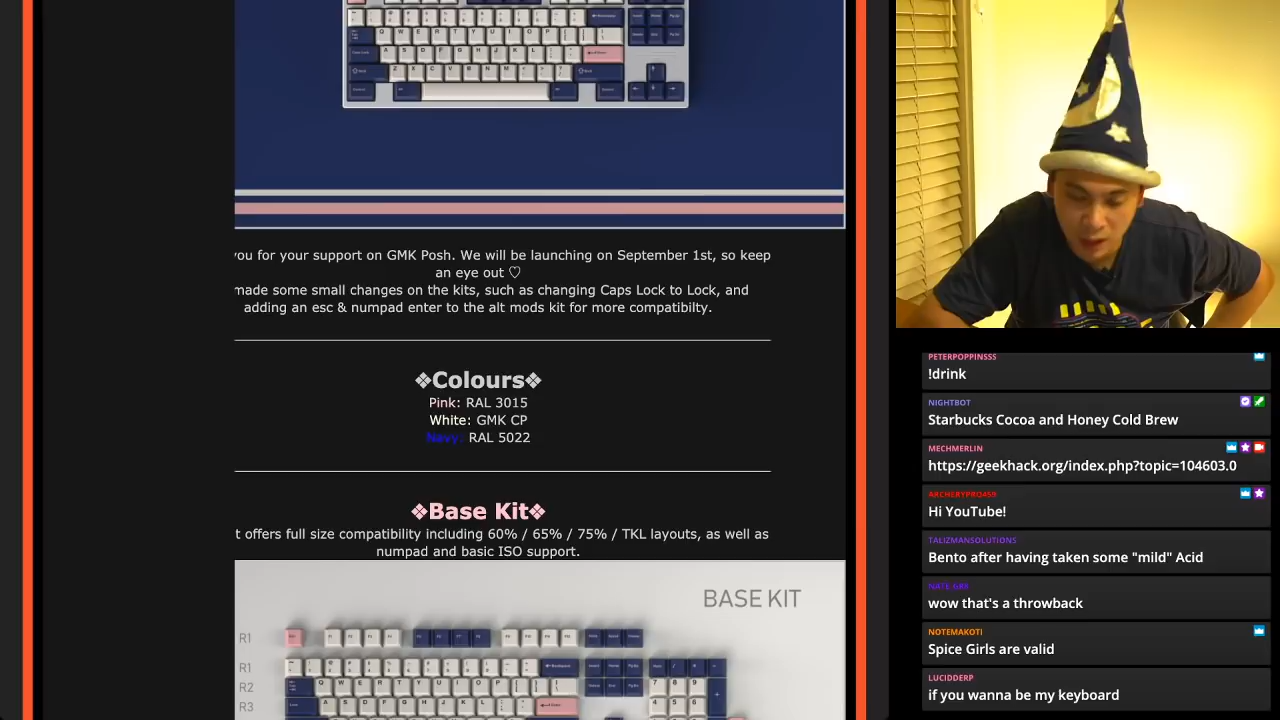 you for your support on GMK Posh. We will be launching on September 1st, so keep
an eye out ♡
made some small changes on the kits, such as changing Caps Lock to Lock, and
adding an esc & numpad enter to the alt mods kit for more compatibilty.
❖Colours❖
Pink: RAL 3015
White: GMK CP
Navy: RAL 5022
❖Base Kit❖
t offers full size compatibility including 60% / 65% / 75% / TKL layouts, as well as
numpad and basic ISO support.
BASE KIT
R1
R1
R2
R3
PETERPOPPINSSS
!drink
NIGHTBOT
Starbucks Cocoa and Honey Cold Brew
MECHMERLIN
https://geekhack.org/index.php?topic=104603.0
ARCHERYPRO459
Hi YouTube!
TALIZMANSOLUTIONS
Bento after having taken some "mild" Acid
NATE_GRS
wow that's a throwback
NOTEMAKOTI
Spice Girls are valid
LUCIDDERP
if you wanna be my keyboard